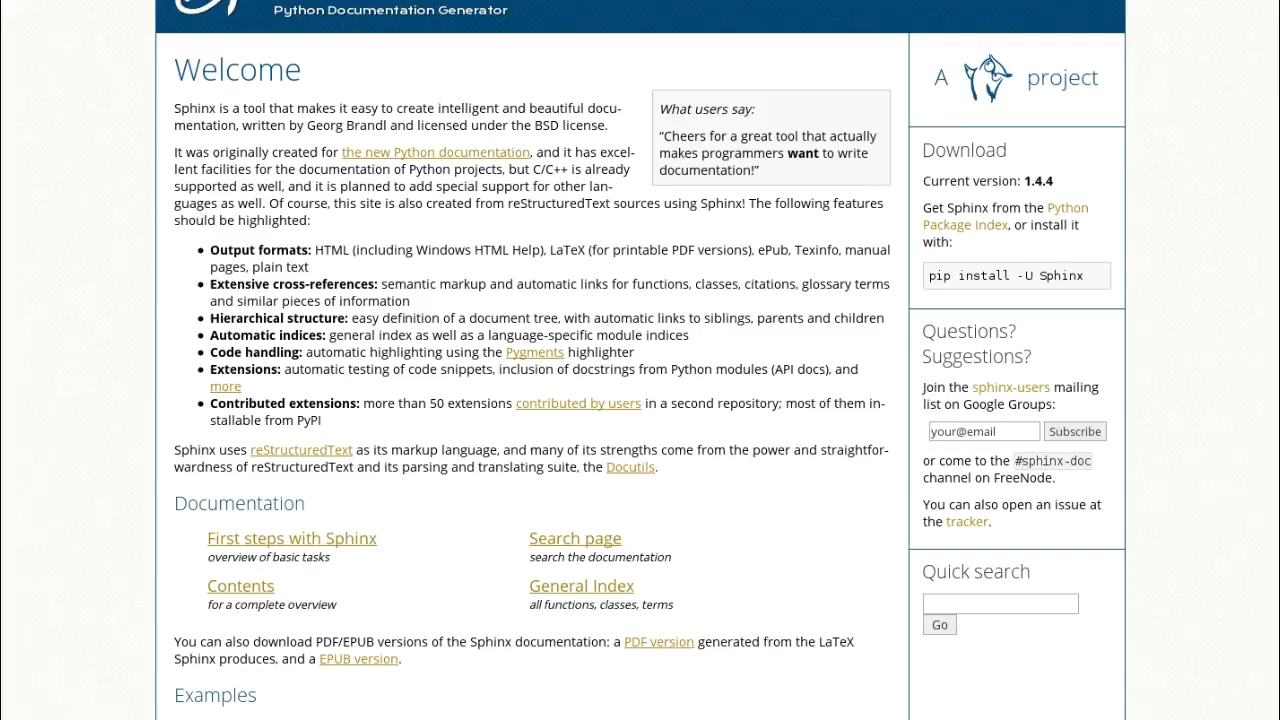 Python Documentation Generator
Welcome
Sphinx is a tool that makes it easy to create intelligent and beautiful docu-
mentation, written by Georg Brandl and licensed under the BSD license.
What users say:
“Cheers for a great tool that actually
makes programmers want to write
documentation!”
It was originally created for the new Python documentation, and it has excel-
lent facilities for the documentation of Python projects, but C/C++ is already
supported as well, and it is planned to add special support for other lan-
guages as well. Of course, this site is also created from reStructuredText sources using Sphinx! The following features
should be highlighted:
• Output formats: HTML (including Windows HTML Help), LaTeX (for printable PDF versions), ePub, Texinfo, manual
pages, plain text
• Extensive cross-references: semantic markup and automatic links for functions, classes, citations, glossary terms
and similar pieces of information
• Hierarchical structure: easy definition of a document tree, with automatic links to siblings, parents and children
• Automatic indices: general index as well as a language-specific module indices
• Code handling: automatic highlighting using the Pygments highlighter
• Extensions: automatic testing of code snippets, inclusion of docstrings from Python modules (API docs), and
more
• Contributed extensions: more than 50 extensions contributed by users in a second repository; most of them in-
stallable from PyPI
Sphinx uses reStructuredText as its markup language, and many of its strengths come from the power and straightfor-
wardness of reStructuredText and its parsing and translating suite, the Docutils.
Documentation
First steps with Sphinx
overview of basic tasks
Search page
search the documentation
Contents
for a complete overview
General Index
all functions, classes, terms
You can also download PDF/EPUB versions of the Sphinx documentation: a PDF version generated from the LaTeX
Sphinx produces, and a EPUB version.
Examples
A project
Download
Current version: 1.4.4
Get Sphinx from the Python
Package Index, or install it
with:
pip install -U Sphinx
Questions?
Suggestions?
Join the sphinx-users mailing
list on Google Groups:
your@email Subscribe
or come to the #sphinx-doc
channel on FreeNode.
You can also open an issue at
the tracker.
Quick search
Go